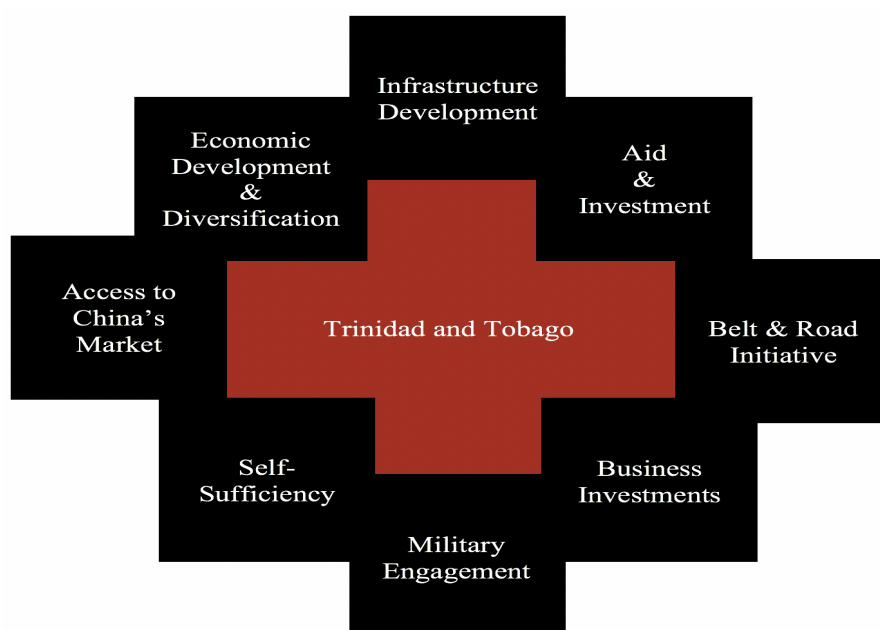 Infrastructure
Development
Economic
Development
&
Diversification
Aid
&
Investment
Access to
China's
Market
Trinidad and Tobago
Belt & Road
Initiative
Self-
Sufficiency
Business
Investments
Military
Engagement